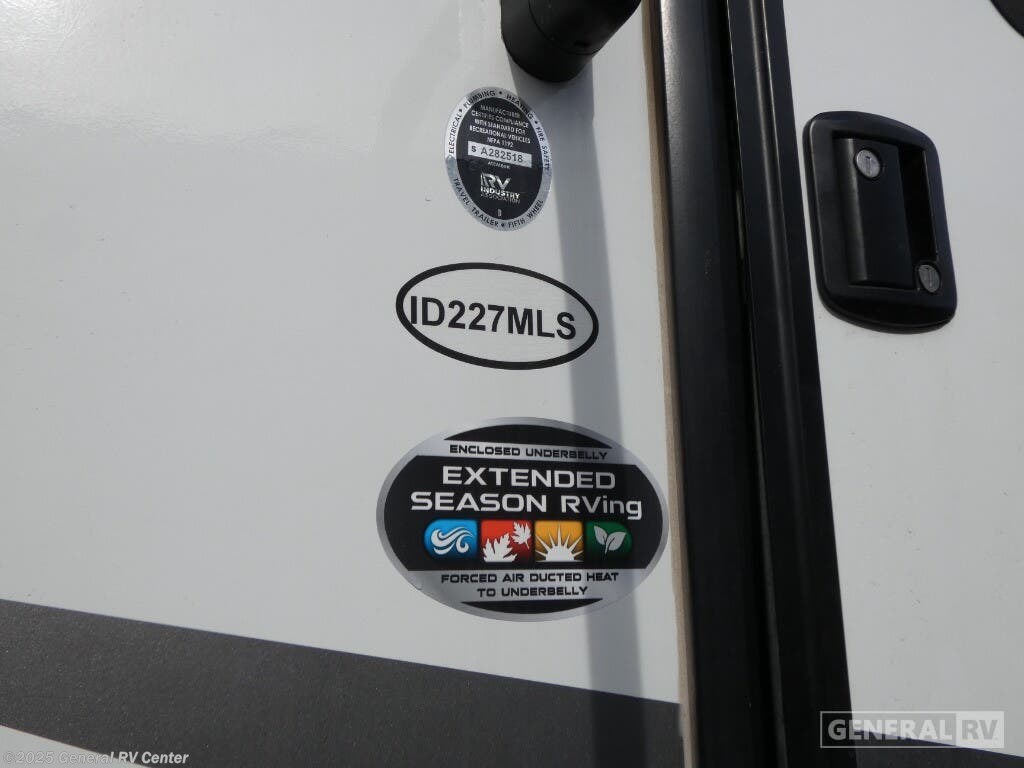 ELECTRICAL • PLUMBING • HEATING • FIRE SAFETY
MANUFACTURER
CERTIFIES COMPLIANCE
WITH STANDARD FOR
RECREATIONAL VEHICLES
NFPA 1192
S A282518
RV
INDUSTRY
ASSOCIATION
TRAVEL TRAILER • FIFTH WHEEL
ID227MLS
ENCLOSED UNDERBELLY
EXTENDED
SEASON RVing
FORCED AIR DUCTED HEAT
TO UNDERBELLY
GENERAL RV
©2025 General RV Center